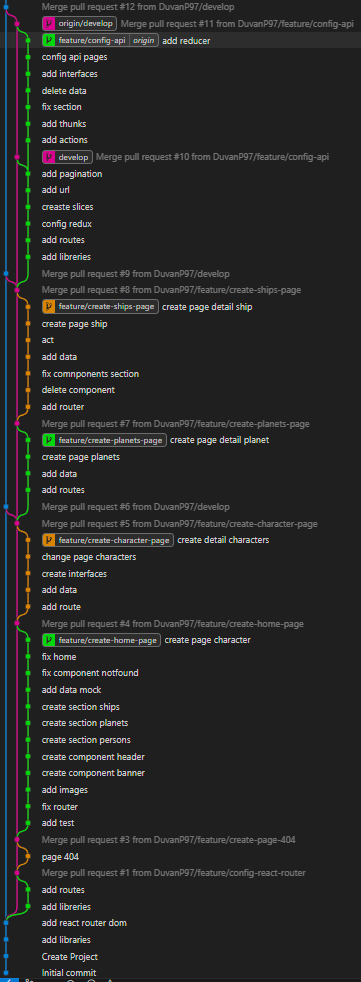 Merge pull request #12 from DuvanP97/develop
origin/develop Merge pull request #11 from DuvanP97/feature/config-api
feature/config-api origin add reducer
config api pages
add interfaces
delete data
fix section
add thunks
add actions
develop Merge pull request #10 from DuvanP97/feature/config-api
add pagination
add url
creaste slices
config redux
add routes
add libreries
Merge pull request #9 from DuvanP97/develop
Merge pull request #8 from DuvanP97/feature/create-ships-page
feature/create-ships-page create page detail ship
create page ship
act
add data
fix comnponents section
delete component
add router
Merge pull request #7 from DuvanP97/feature/create-planets-page
feature/create-planets-page create page detail planet
create page planets
add data
add routes
Merge pull request #6 from DuvanP97/develop
Merge pull request #5 from DuvanP97/feature/create-character-page
feature/create-character-page create detail characters
change page characters
create interfaces
add data
add route
Merge pull request #4 from DuvanP97/feature/create-home-page
feature/create-home-page create page character
fix home
fix component notfound
add data mock
create section ships
create section planets
create section persons
create component header
create component banner
add images
fix router
add test
Merge pull request #3 from DuvanP97/feature/create-page-404
page 404
Merge pull request #1 from DuvanP97/feature/config-react-router
add routes
add libreries
add react router dom
add libraries
Create Project
Initial commit